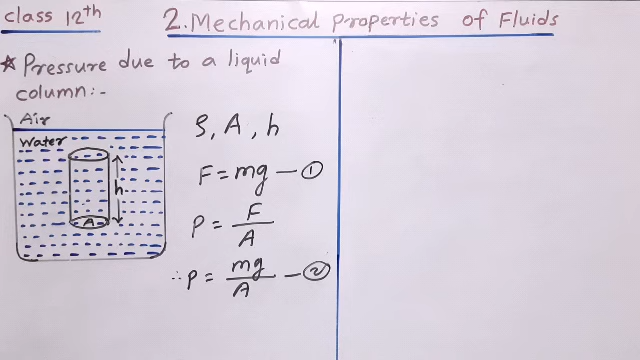 class 12th
2. Mechanical Properties of Fluids
★ Pressure due to a liquid
column:-
Air
Water
h
A
ρ, A, h
F = mg — ①
P = F/A
∴ P = mg/A — ②